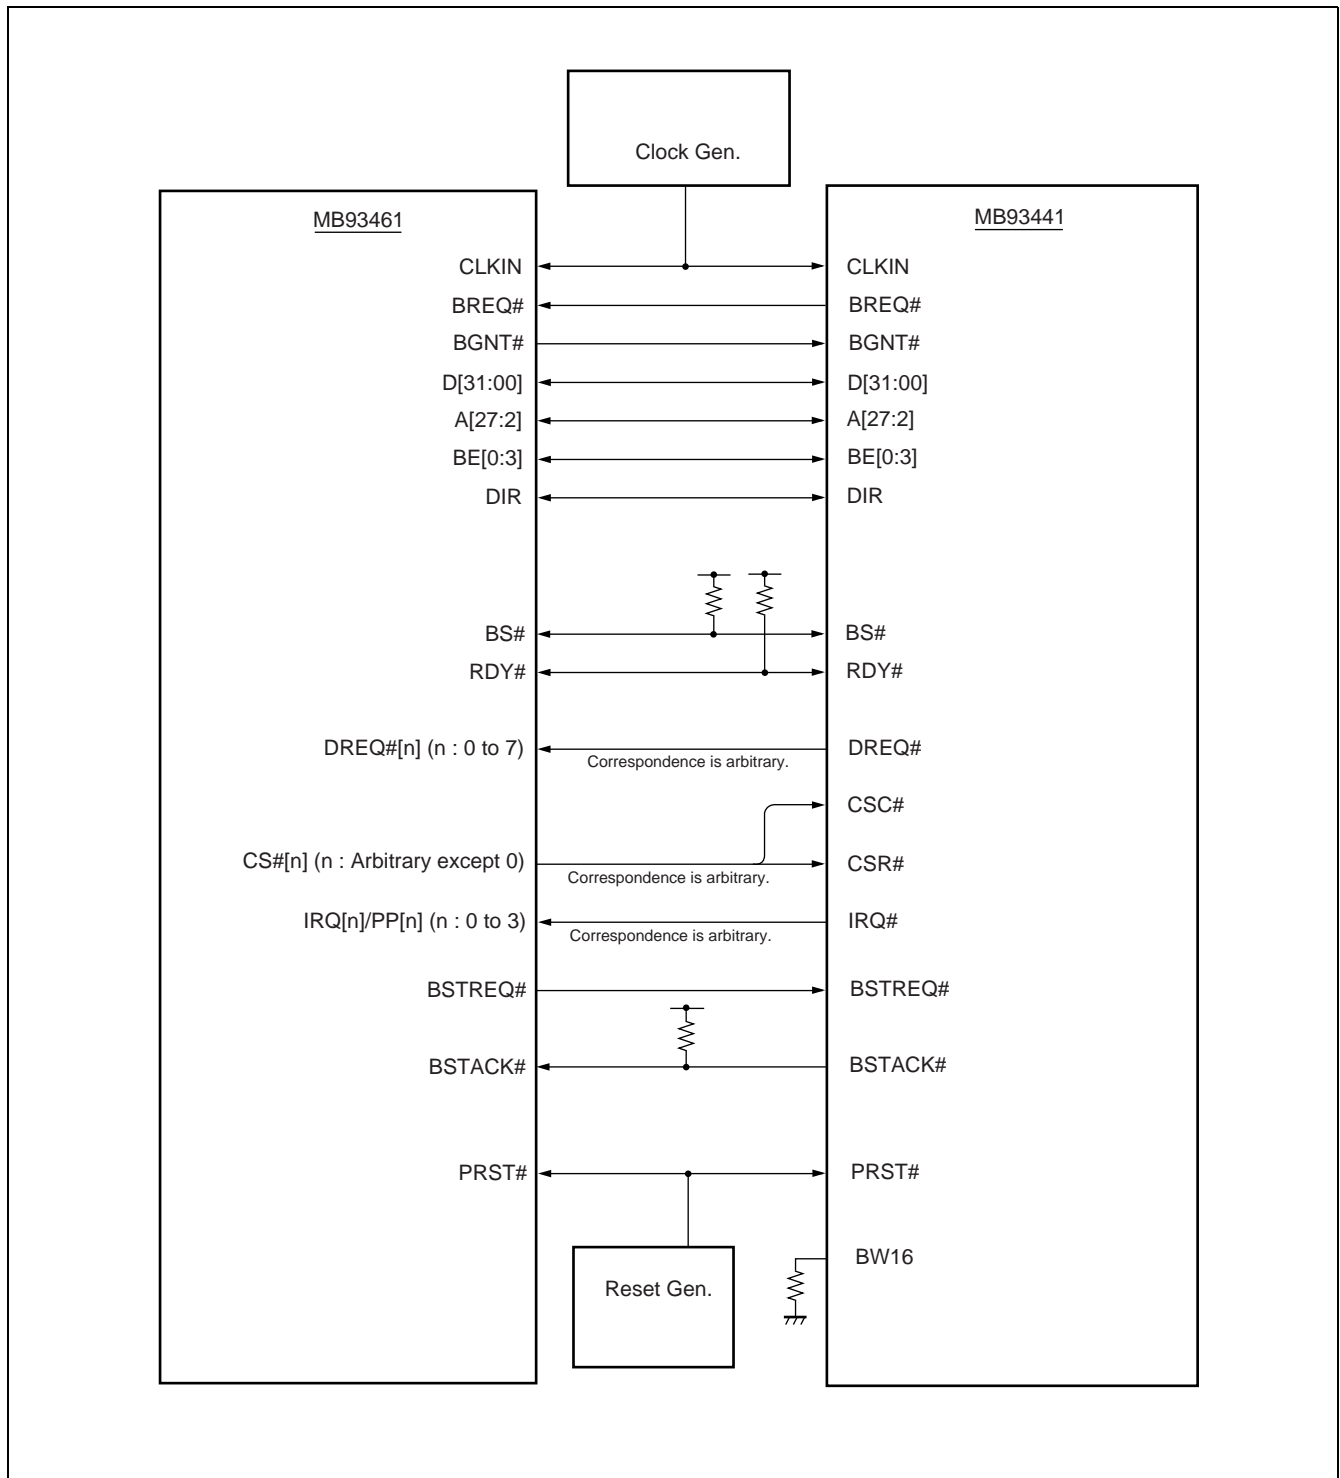 Clock Gen.
MB93461
MB93441
CLKIN
CLKIN
BREQ#
BREQ#
BGNT#
BGNT#
D[31:00]
D[31:00]
A[27:2]
A[27:2]
BE[0:3]
BE[0:3]
DIR
DIR
BS#
BS#
RDY#
RDY#
DREQ#[n] (n : 0 to 7)
DREQ#
Correspondence is arbitrary.
CSC#
CS#[n] (n : Arbitrary except 0)
CSR#
Correspondence is arbitrary.
IRQ[n]/PP[n] (n : 0 to 3)
IRQ#
Correspondence is arbitrary.
BSTREQ#
BSTREQ#
BSTACK#
BSTACK#
PRST#
PRST#
BW16
Reset Gen.